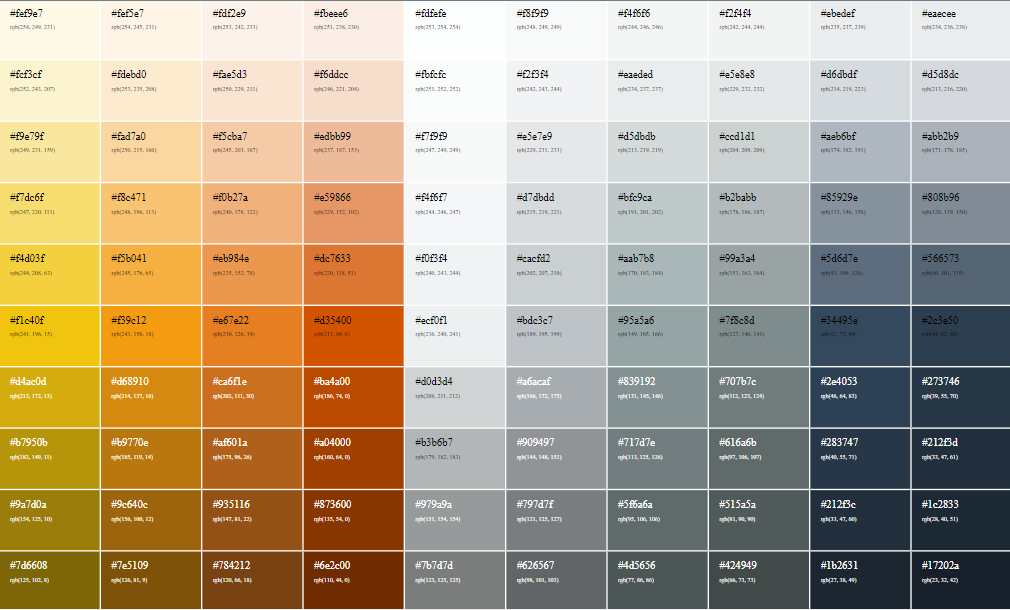 #fef9e7 #fef5e7 #fdf2e9 #fbeee6 #fdfefe #f8f9f9 #f4f6f6 #f2f4f4 #ebedef #eaecee
rgb(254, 249, 231) rgb(254, 245, 231) rgb(253, 242, 233) rgb(251, 238, 230) rgb(253, 254, 254) rgb(248, 249, 249) rgb(244, 246, 246) rgb(242, 244, 244) rgb(235, 237, 239) rgb(234, 236, 238)
#fcf3cf #fdebd0 #fae5d3 #f6ddcc #fbfcfc #f2f3f4 #eaeded #e5e8e8 #d6dbdf #d5d8dc
rgb(252, 243, 207) rgb(253, 235, 208) rgb(250, 229, 211) rgb(246, 221, 204) rgb(251, 252, 252) rgb(242, 243, 244) rgb(234, 237, 237) rgb(229, 232, 232) rgb(214, 219, 223) rgb(213, 216, 220)
#f9e79f #fad7a0 #f5cba7 #edbb99 #f7f9f9 #e5e7e9 #d5dbdb #ccd1d1 #aeb6bf #abb2b9
rgb(249, 231, 159) rgb(250, 215, 160) rgb(245, 203, 167) rgb(237, 187, 153) rgb(247, 249, 249) rgb(229, 231, 233) rgb(213, 219, 219) rgb(204, 209, 209) rgb(174, 182, 191) rgb(171, 178, 185)
#f7dc6f #f8c471 #f0b27a #e59866 #f4f6f7 #d7dbdd #bfc9ca #b2babb #85929e #808b96
rgb(247, 220, 111) rgb(248, 196, 113) rgb(240, 178, 122) rgb(229, 152, 102) rgb(244, 246, 247) rgb(215, 219, 221) rgb(191, 201, 202) rgb(178, 186, 187) rgb(133, 146, 158) rgb(128, 139, 150)
#f4d03f #f5b041 #eb984e #dc7633 #f0f3f4 #cacfd2 #aab7b8 #99a3a4 #5d6d7e #566573
rgb(244, 208, 63) rgb(245, 176, 65) rgb(235, 152, 78) rgb(220, 118, 51) rgb(240, 243, 244) rgb(202, 207, 210) rgb(170, 183, 184) rgb(153, 163, 164) rgb(93, 109, 126) rgb(86, 101, 115)
#f1c40f #f39c12 #e67e22 #d35400 #ecf0f1 #bdc3c7 #95a5a6 #7f8c8d #34495e #2c3e50
rgb(241, 196, 15) rgb(243, 156, 18) rgb(230, 126, 34) rgb(211, 84, 0) rgb(236, 240, 241) rgb(189, 195, 199) rgb(149, 165, 166) rgb(127, 140, 141) rgb(52, 73, 94) rgb(44, 62, 80)
#d4ac0d #d68910 #ca6f1e #ba4a00 #d0d3d4 #a6acaf #839192 #707b7c #2e4053 #273746
rgb(212, 172, 13) rgb(214, 137, 16) rgb(202, 111, 30) rgb(186, 74, 0) rgb(208, 211, 212) rgb(166, 172, 175) rgb(131, 145, 146) rgb(112, 123, 124) rgb(46, 64, 83) rgb(39, 55, 70)
#b7950b #b9770e #af601a #a04000 #b3b6b7 #909497 #717d7e #616a6b #283747 #212f3d
rgb(183, 149, 11) rgb(185, 119, 14) rgb(175, 96, 26) rgb(160, 64, 0) rgb(179, 182, 183) rgb(144, 148, 151) rgb(113, 125, 126) rgb(97, 106, 107) rgb(40, 55, 71) rgb(33, 47, 61)
#9a7d0a #9c640c #935116 #873600 #979a9a #797d7f #5f6a6a #515a5a #212f3c #1c2833
rgb(154, 125, 10) rgb(156, 100, 12) rgb(147, 81, 22) rgb(135, 54, 0) rgb(151, 154, 154) rgb(121, 125, 127) rgb(95, 106, 106) rgb(81, 90, 90) rgb(33, 47, 60) rgb(28, 40, 51)
#7d6608 #7e5109 #784212 #6e2c00 #7b7d7d #626567 #4d5656 #424949 #1b2631 #17202a
rgb(125, 102, 8) rgb(126, 81, 9) rgb(120, 66, 18) rgb(110, 44, 0) rgb(123, 125, 125) rgb(98, 101, 103) rgb(77, 86, 86) rgb(66, 73, 73) rgb(27, 38, 49) rgb(23, 32, 42)